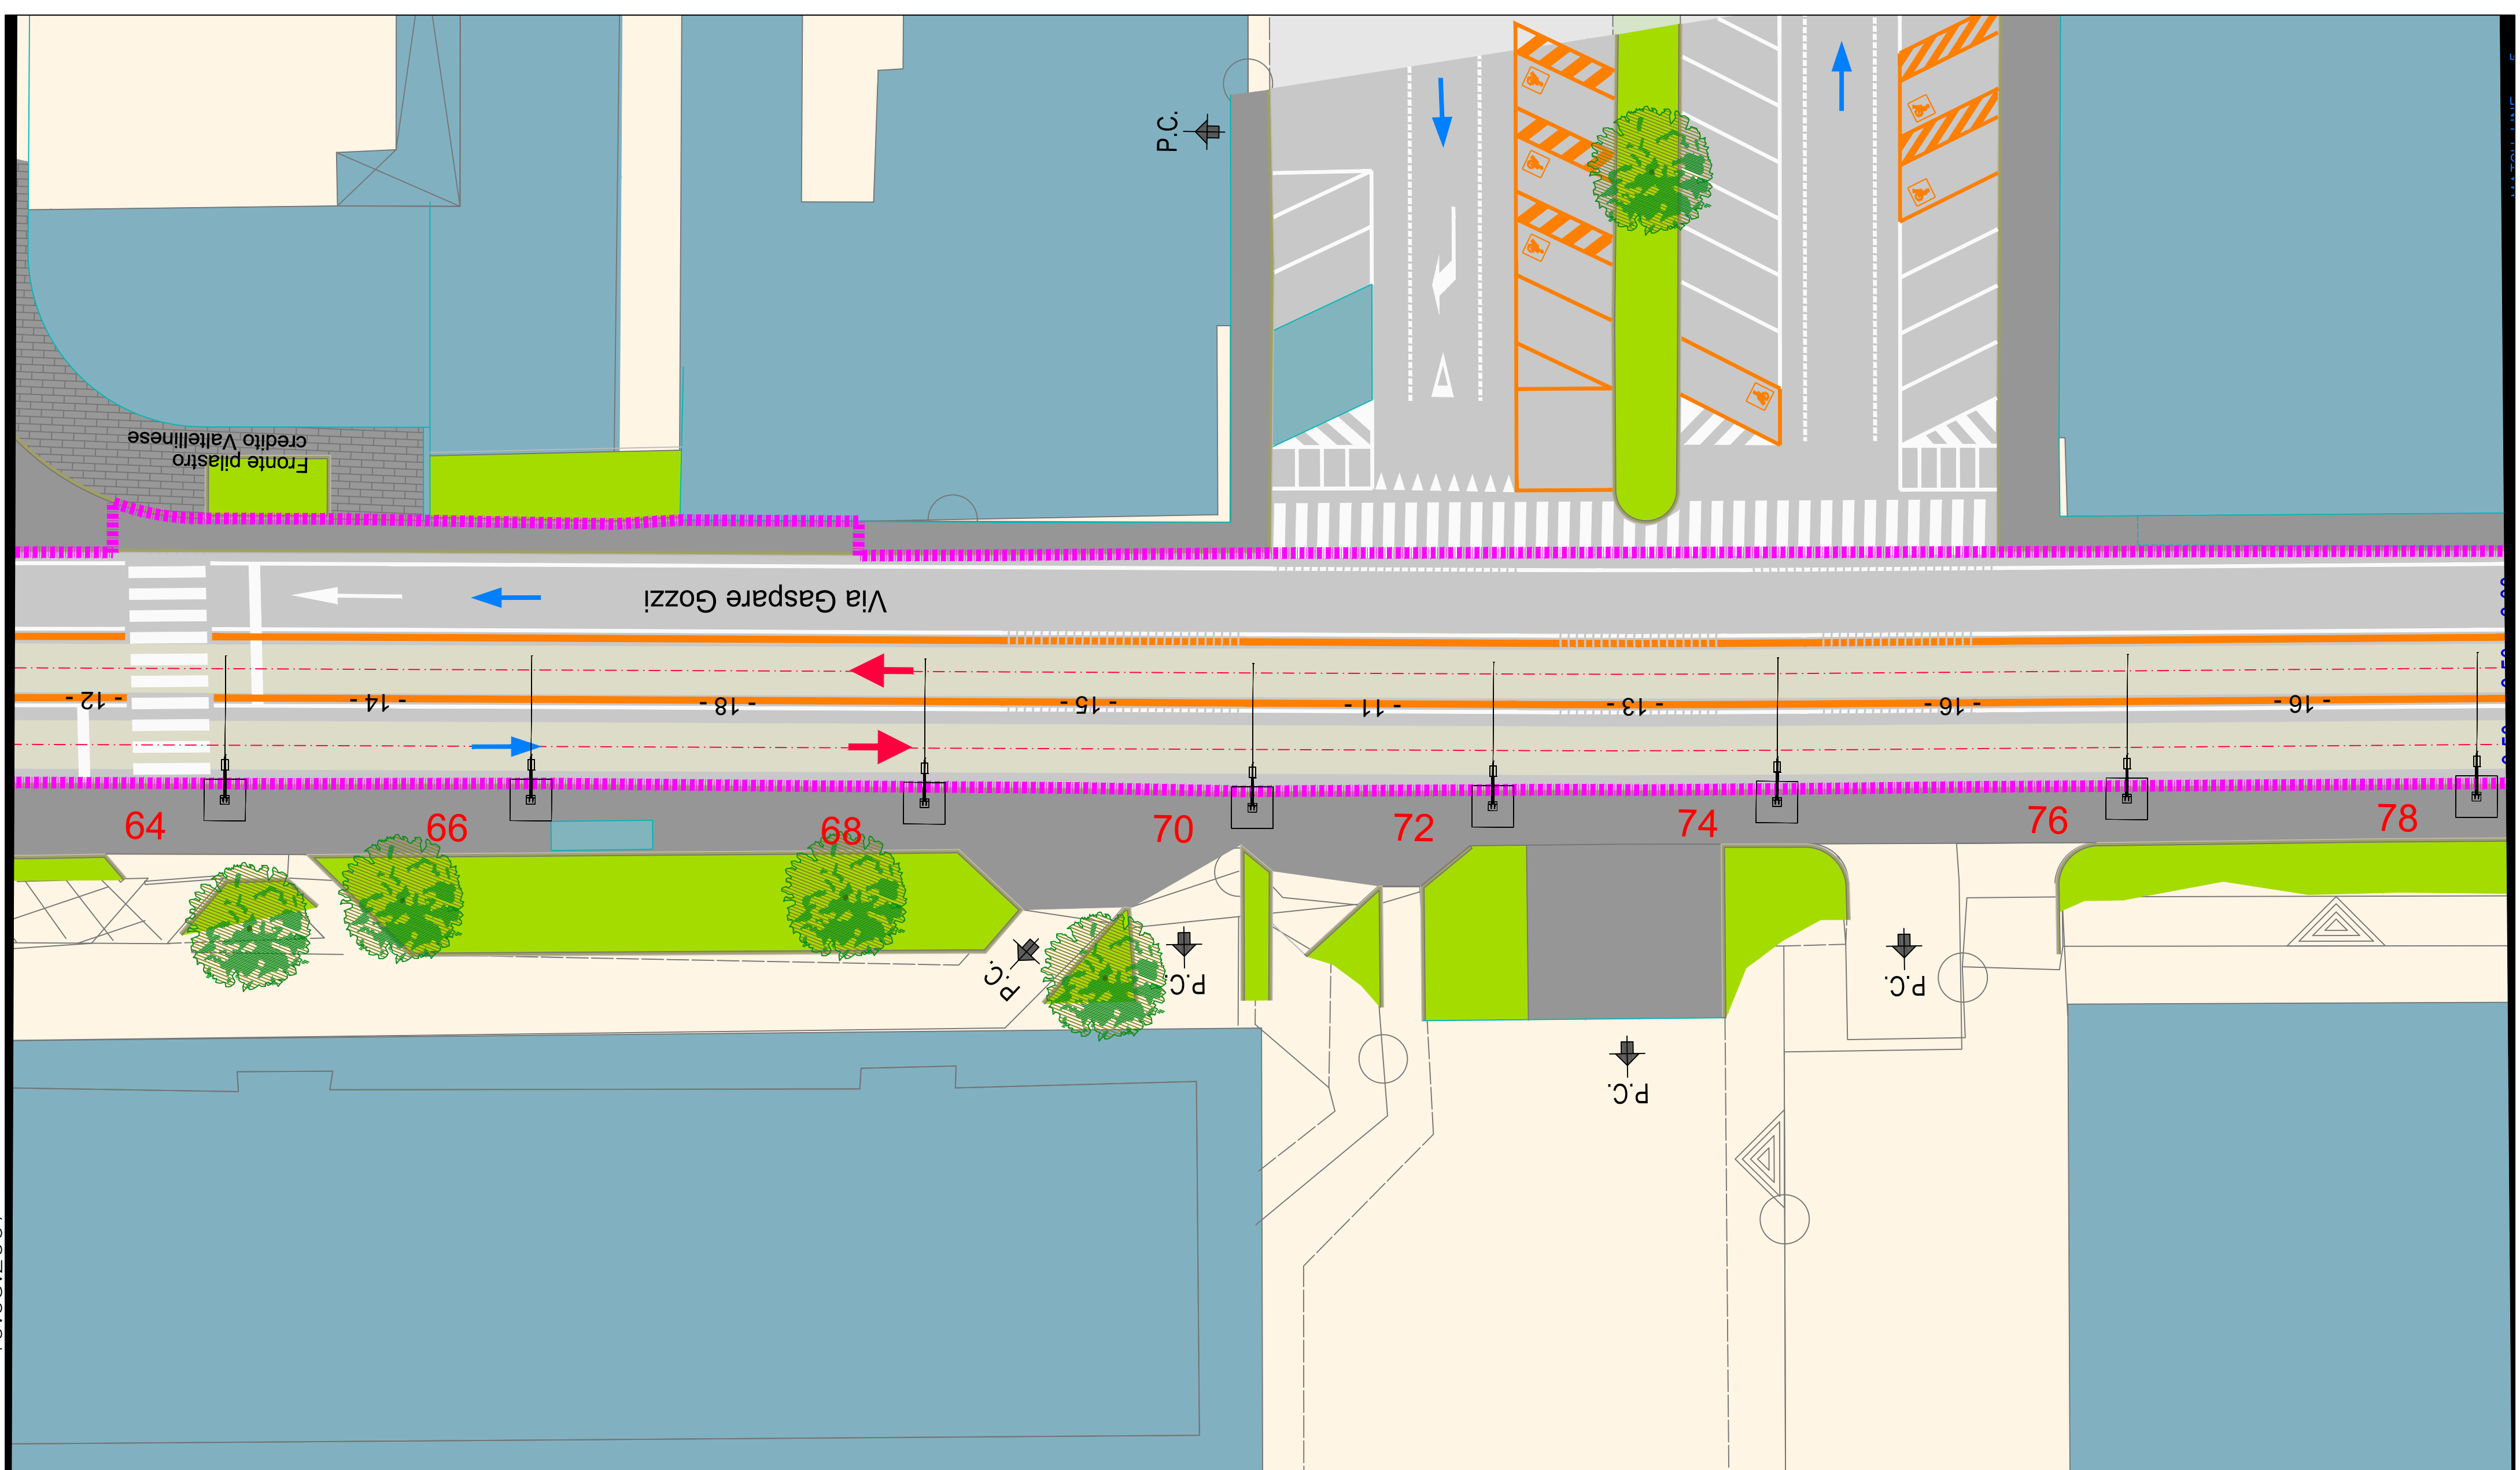 P.C.
Fronte pilastro
credito Valtellinese
Via Gaspare Gozzi
- 12 -
- 14 -
- 18 -
- 15 -
- 11 -
- 13 -
- 16 -
- 16 -
64
66
68
70
72
74
76
78
P.C.
P.C.
P.C.
P.C.